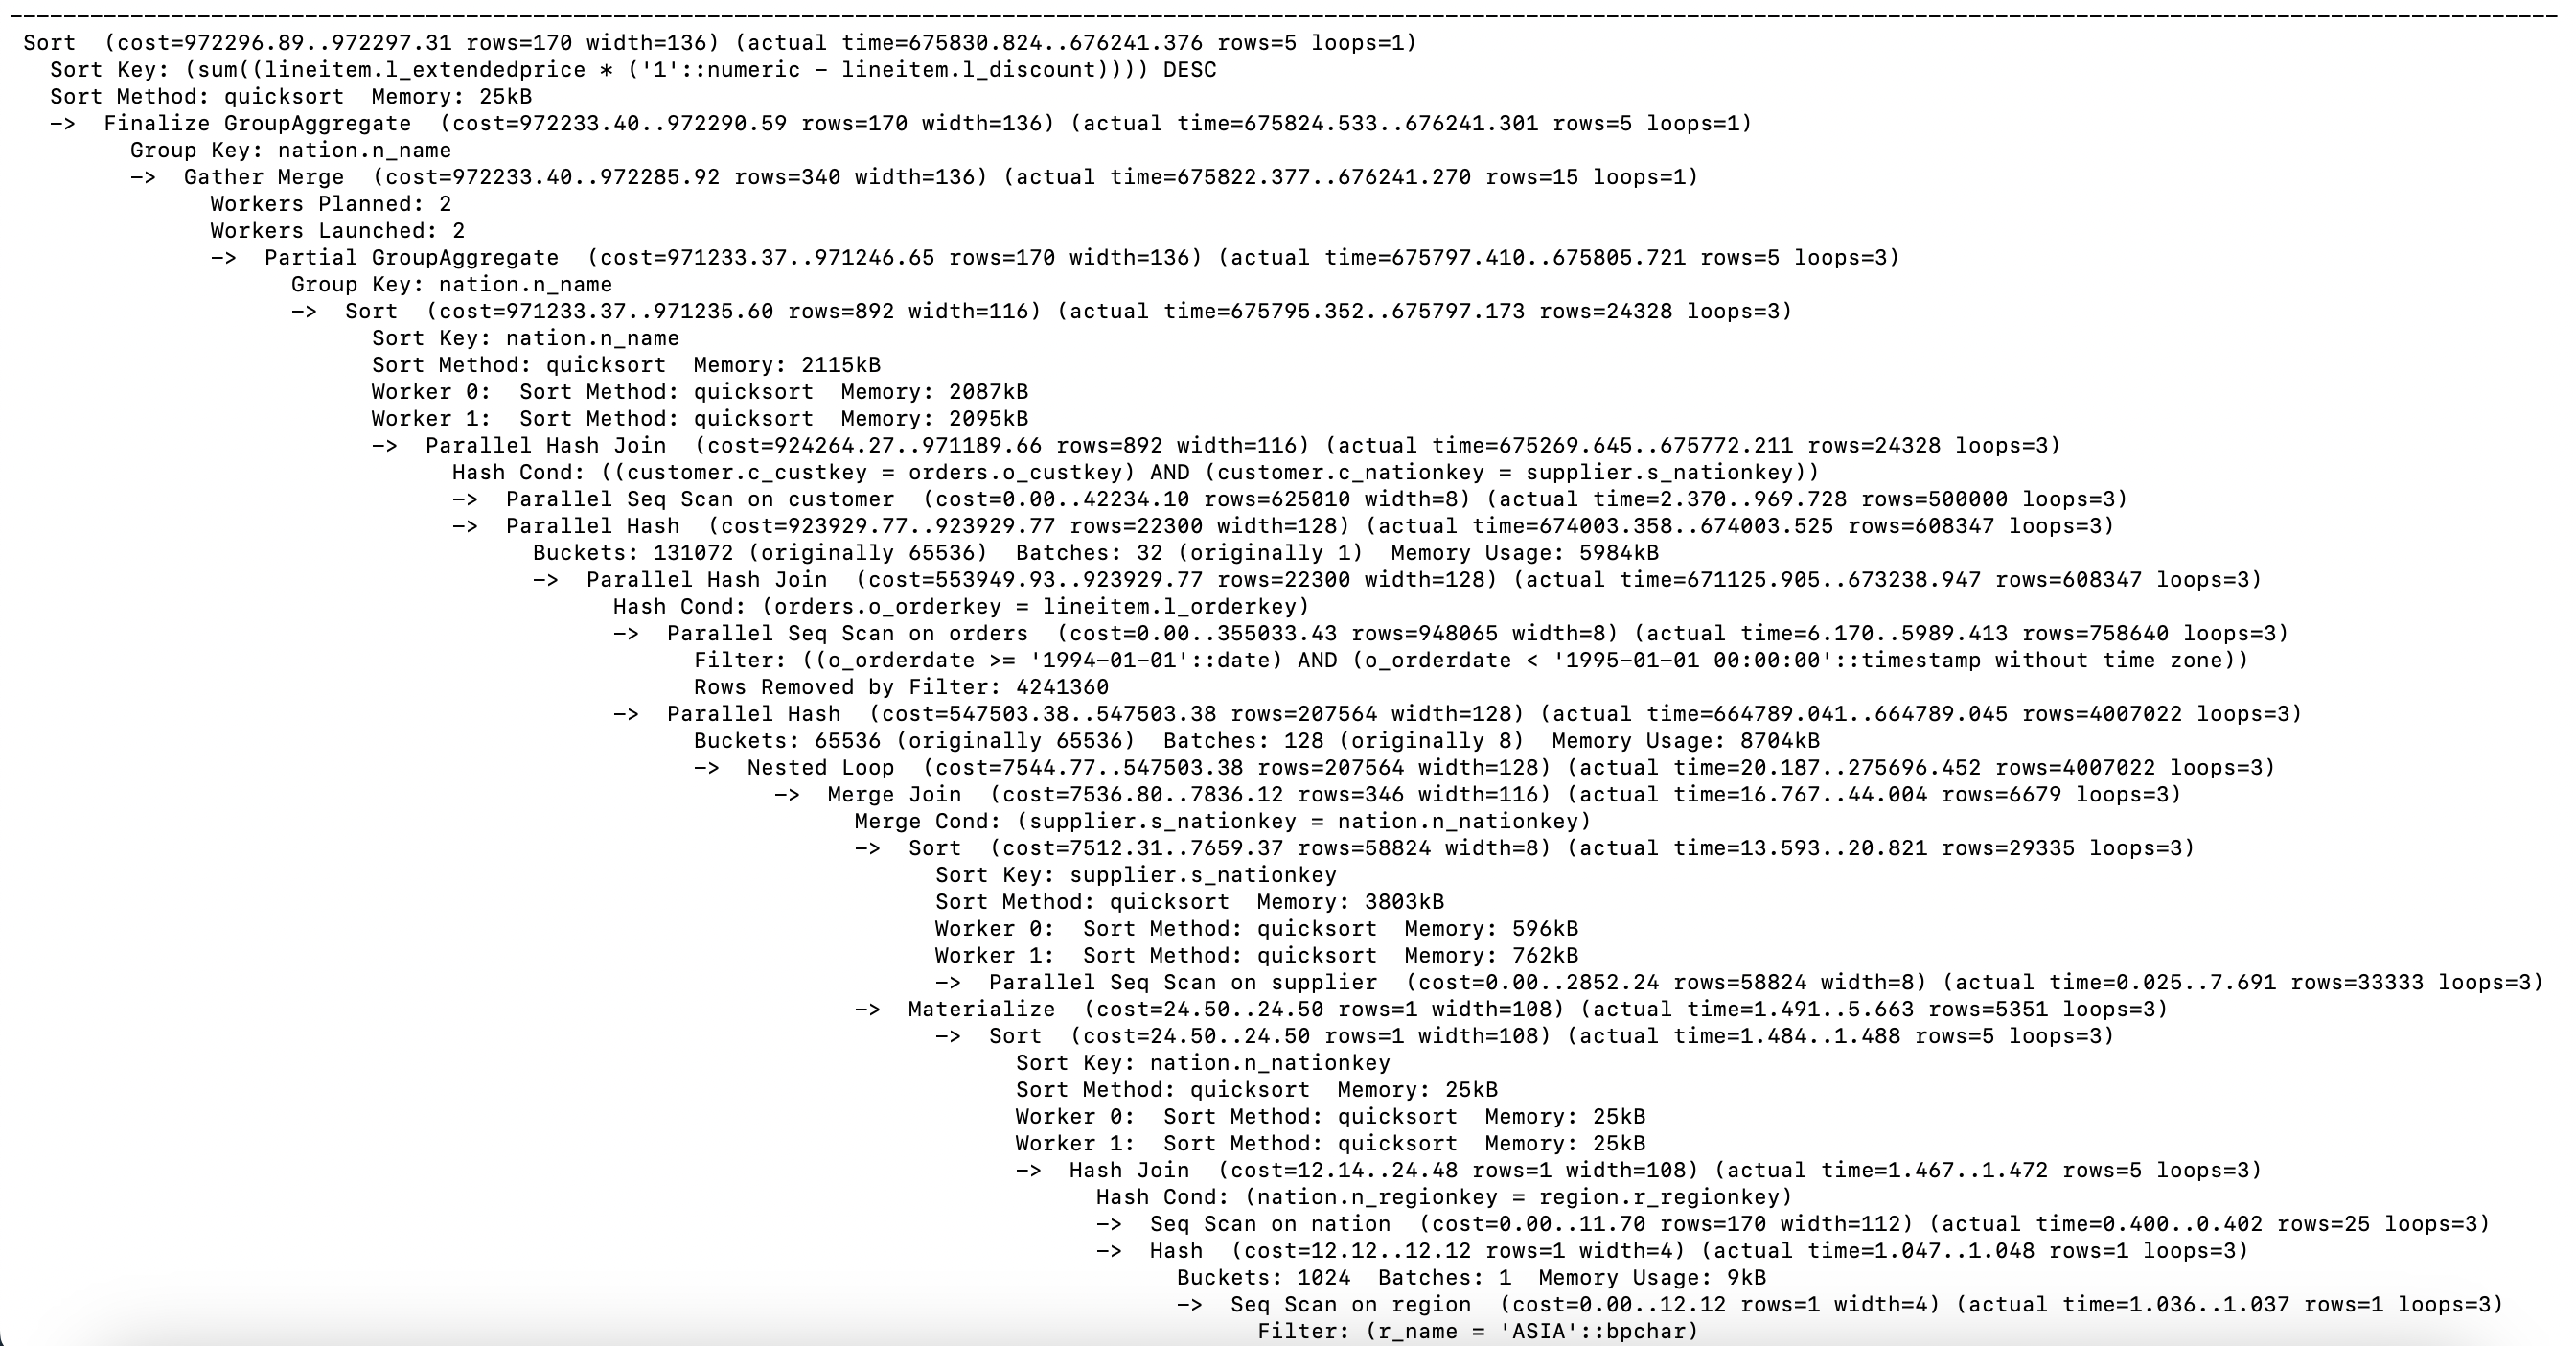 Sort  (cost=972296.89..972297.31 rows=170 width=136) (actual time=675830.824..676241.376 rows=5 loops=1)
  Sort Key: (sum((lineitem.l_extendedprice * ('1'::numeric - lineitem.l_discount)))) DESC
  Sort Method: quicksort  Memory: 25kB
  ->  Finalize GroupAggregate  (cost=972233.40..972290.59 rows=170 width=136) (actual time=675824.533..676241.301 rows=5 loops=1)
        Group Key: nation.n_name
        ->  Gather Merge  (cost=972233.40..972285.92 rows=340 width=136) (actual time=675822.377..676241.270 rows=15 loops=1)
              Workers Planned: 2
              Workers Launched: 2
              ->  Partial GroupAggregate  (cost=971233.37..971246.65 rows=170 width=136) (actual time=675797.410..675805.721 rows=5 loops=3)
                    Group Key: nation.n_name
                    ->  Sort  (cost=971233.37..971235.60 rows=892 width=116) (actual time=675795.352..675797.173 rows=24328 loops=3)
                          Sort Key: nation.n_name
                          Sort Method: quicksort  Memory: 2115kB
                          Worker 0:  Sort Method: quicksort  Memory: 2087kB
                          Worker 1:  Sort Method: quicksort  Memory: 2095kB
                          ->  Parallel Hash Join  (cost=924264.27..971189.66 rows=892 width=116) (actual time=675269.645..675772.211 rows=24328 loops=3)
                                Hash Cond: ((customer.c_custkey = orders.o_custkey) AND (customer.c_nationkey = supplier.s_nationkey))
                                ->  Parallel Seq Scan on customer  (cost=0.00..42234.10 rows=625010 width=8) (actual time=2.370..969.728 rows=500000 loops=3)
                                ->  Parallel Hash  (cost=923929.77..923929.77 rows=22300 width=128) (actual time=674003.358..674003.525 rows=608347 loops=3)
                                      Buckets: 131072 (originally 65536)  Batches: 32 (originally 1)  Memory Usage: 5984kB
                                      ->  Parallel Hash Join  (cost=553949.93..923929.77 rows=22300 width=128) (actual time=671125.905..673238.947 rows=608347 loops=3)
                                            Hash Cond: (orders.o_orderkey = lineitem.l_orderkey)
                                            ->  Parallel Seq Scan on orders  (cost=0.00..355033.43 rows=948065 width=8) (actual time=6.170..5989.413 rows=758640 loops=3)
                                                  Filter: ((o_orderdate >= '1994-01-01'::date) AND (o_orderdate < '1995-01-01 00:00:00'::timestamp without time zone))
                                                  Rows Removed by Filter: 4241360
                                            ->  Parallel Hash  (cost=547503.38..547503.38 rows=207564 width=128) (actual time=664789.041..664789.045 rows=4007022 loops=3)
                                                  Buckets: 65536 (originally 65536)  Batches: 128 (originally 8)  Memory Usage: 8704kB
                                                  ->  Nested Loop  (cost=7544.77..547503.38 rows=207564 width=128) (actual time=20.187..275696.452 rows=4007022 loops=3)
                                                        ->  Merge Join  (cost=7536.80..7836.12 rows=346 width=116) (actual time=16.767..44.004 rows=6679 loops=3)
                                                              Merge Cond: (supplier.s_nationkey = nation.n_nationkey)
                                                              ->  Sort  (cost=7512.31..7659.37 rows=58824 width=8) (actual time=13.593..20.821 rows=29335 loops=3)
                                                                    Sort Key: supplier.s_nationkey
                                                                    Sort Method: quicksort  Memory: 3803kB
                                                                    Worker 0:  Sort Method: quicksort  Memory: 596kB
                                                                    Worker 1:  Sort Method: quicksort  Memory: 762kB
                                                                    ->  Parallel Seq Scan on supplier  (cost=0.00..2852.24 rows=58824 width=8) (actual time=0.025..7.691 rows=33333 loops=3)
                                                              ->  Materialize  (cost=24.50..24.50 rows=1 width=108) (actual time=1.491..5.663 rows=5351 loops=3)
                                                                    ->  Sort  (cost=24.50..24.50 rows=1 width=108) (actual time=1.484..1.488 rows=5 loops=3)
                                                                          Sort Key: nation.n_nationkey
                                                                          Sort Method: quicksort  Memory: 25kB
                                                                          Worker 0:  Sort Method: quicksort  Memory: 25kB
                                                                          Worker 1:  Sort Method: quicksort  Memory: 25kB
                                                                          ->  Hash Join  (cost=12.14..24.48 rows=1 width=108) (actual time=1.467..1.472 rows=5 loops=3)
                                                                                Hash Cond: (nation.n_regionkey = region.r_regionkey)
                                                                                ->  Seq Scan on nation  (cost=0.00..11.70 rows=170 width=112) (actual time=0.400..0.402 rows=25 loops=3)
                                                                                ->  Hash  (cost=12.12..12.12 rows=1 width=4) (actual time=1.047..1.048 rows=1 loops=3)
                                                                                      Buckets: 1024  Batches: 1  Memory Usage: 9kB
                                                                                      ->  Seq Scan on region  (cost=0.00..12.12 rows=1 width=4) (actual time=1.036..1.037 rows=1 loops=3)
                                                                                            Filter: (r_name = 'ASIA'::bpchar)